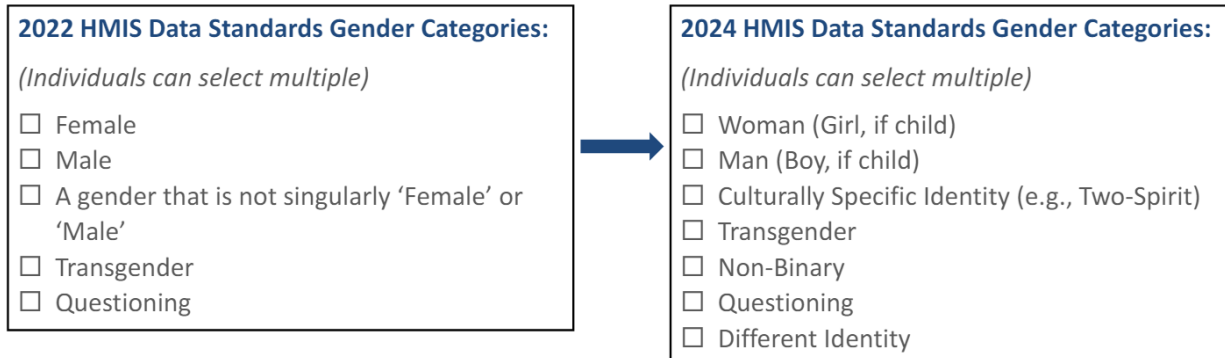 2022 HMIS Data Standards Gender Categories:
(Individuals can select multiple)
☐ Female
☐ Male
☐ A gender that is not singularly ‘Female’ or
‘Male’
☐ Transgender
☐ Questioning
2024 HMIS Data Standards Gender Categories:
(Individuals can select multiple)
☐ Woman (Girl, if child)
☐ Man (Boy, if child)
☐ Culturally Specific Identity (e.g., Two-Spirit)
☐ Transgender
☐ Non-Binary
☐ Questioning
☐ Different Identity